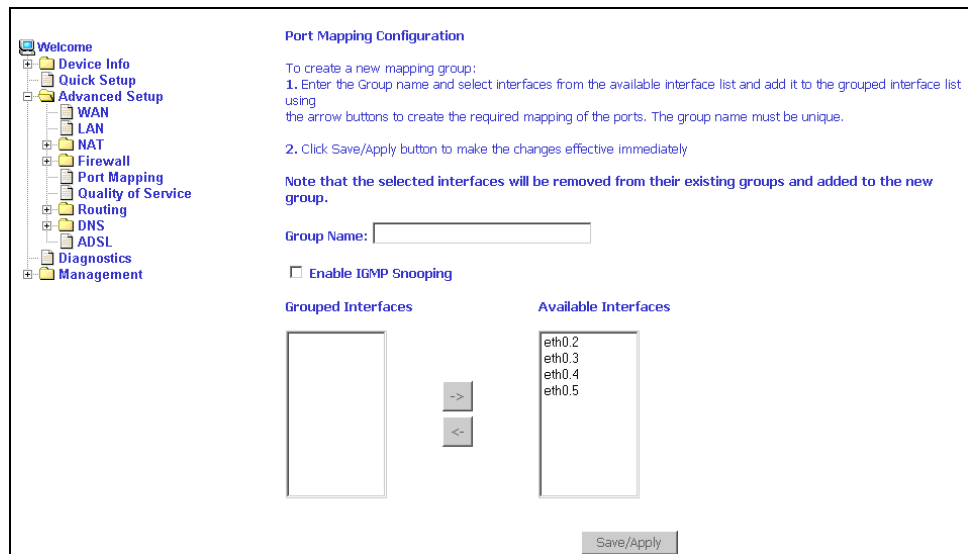 Welcome
Device Info
Quick Setup
Advanced Setup
WAN
LAN
NAT
Firewall
Port Mapping
Quality of Service
Routing
DNS
ADSL
Diagnostics
Management
Port Mapping Configuration
To create a new mapping group:
1. Enter the Group name and select interfaces from the available interface list and add it to the grouped interface list
using
the arrow buttons to create the required mapping of the ports. The group name must be unique.
2. Click Save/Apply button to make the changes effective immediately
Note that the selected interfaces will be removed from their existing groups and added to the new
group.
Group Name:
Enable IGMP Snooping
Grouped Interfaces
Available Interfaces
eth0.2
eth0.3
eth0.4
eth0.5
->
<-
Save/Apply